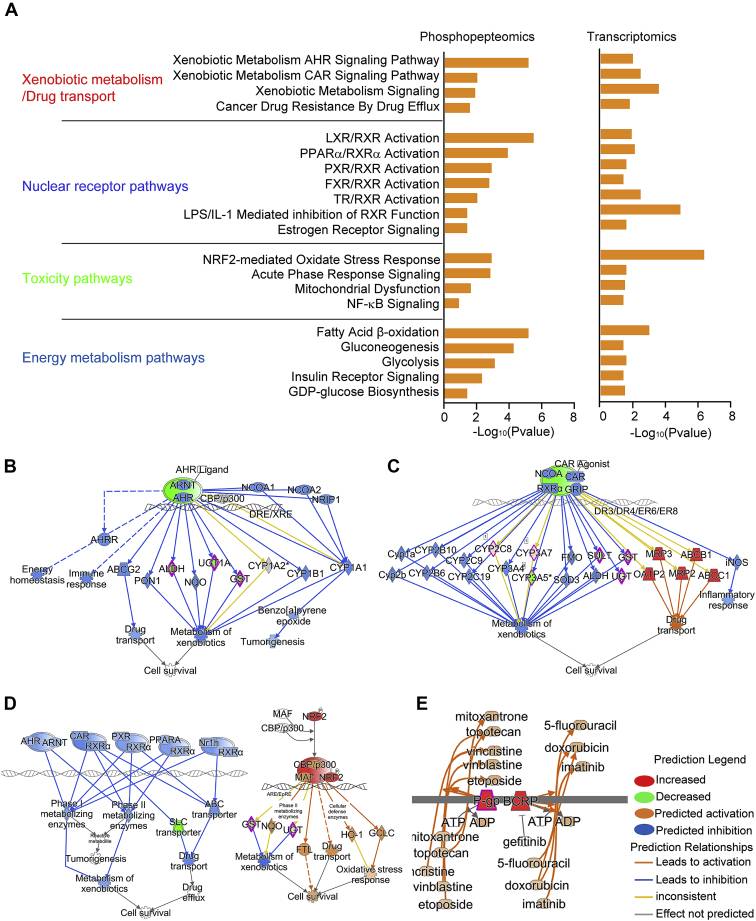 A
Phosphopepteomics
Transcriptomics
Xenobiotic metabolism
/Drug transport
Xenobiotic Metabolism AHR Signaling Pathway
Xenobiotic Metabolism CAR Signaling Pathway
Xenobiotic Metabolism Signaling
Cancer Drug Resistance By Drug Efflux
Nuclear receptor pathways
LXR/RXR Activation
PPARα/RXRα Activation
PXR/RXR Activation
FXR/RXR Activation
TR/RXR Activation
LPS/IL-1 Mediated inhibition of RXR Function
Estrogen Receptor Signaling
Toxicity pathways
NRF2-mediated Oxidate Stress Response
Acute Phase Response Signaling
Mitochondrial Dysfunction
NF-κB Signaling
Energy metabolism pathways
Fatty Acid β-oxidation
Gluconeogenesis
Glycolysis
Insulin Receptor Signaling
GDP-glucose Biosynthesis
0 2 4 6 8
0 2 4 6 8
-Log10(Pvalue)
-Log10(Pvalue)
B
AHR Ligand
ARNT
AHR
CBP/p300
NCOA1
NCOA2
NRIP1
DRE/XRE
AHRR
Energy
homeostasis
Immune
response
ABCG2
PON1
ALDH
NQO
UGT1A
GST
CYP1A2*
CYP1B1
CYP1A1
Benzo[a]pyrene
epoxide
Drug
transport
Metabolism of
xenobiotics
Tumorigenesis
Cell survival
C
CAR Agonist
NCOA
CAR
RXRα
GRIP
DR3/DR4/ER6/ER8
Cyp1a
CYP2B10
CYP2C8
CYP3A7
FMO
SULT
GST
MRP3
ABCB1
iNOS
CYP2C9
CYP3A4
Cyp2b
CYP2B6
CYP2C19
CYP3A5*
SOD3
ALDH
UGT
OATP2
MRP2
ABCC1
Inflammatory
response
Metabolism of
xenobiotics
Drug
transport
Cell survival
D
AHR
ARNT
CAR
RXRα
PXR
RXRα
PPARA
RXRα
Nr1h
RXRα
Phase I
metabolizing
enzymes
Phase II
metabolizing
enzymes
SLC
transporter
ABC
transporter
Reactive
metabolite
Tumorigenesis
Drug
transport
Metabolism of
xenobiotics
Drug
efflux
Cell survival
MAF
NRF2
CBP/p300
CBP/p300
MAF
NRF2
ARE/EpRE
Phase II
metabolizing
enzymes
Cellular
defense
enzymes
GST
NQO
UGT
FTL
Drug
transport
HO-1
GCLC
Metabolism of
xenobiotics
Oxidative stress
response
Cell survival
E
mitoxantrone
topotecan
vincristine
vinblastine
etoposide
5-fluorouracil
doxorubicin
imatinib
P-gp
BCRP
ATP
ADP
ATP
ADP
gefitinib
mitoxantrone
topotecan
vinblastine
etoposide
5-fluorouracil
doxorubicin
imatinib
Prediction Legend
Increased
Decreased
Predicted activation
Predicted inhibition
Prediction Relationships
Leads to activation
Leads to inhibition
inconsistent
Effect not predicted